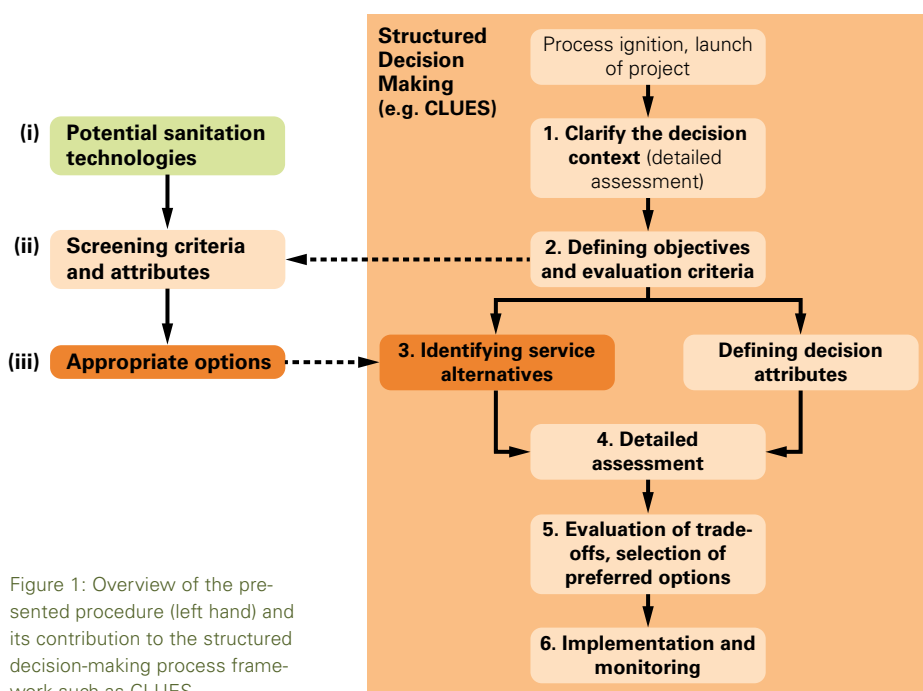 Structured
Decision
Making
(e.g. CLUES)
Process ignition, launch
of project
(i)
Potential sanitation
technologies
1. Clarify the decision
context (detailed
assessment)
(ii)
Screening criteria
and attributes
2. Defining objectives
and evaluation criteria
(iii)
Appropriate options
3. Identifying service
alternatives
Defining decision
attributes
4. Detailed
assessment
5. Evaluation of trade-
offs, selection of
preferred options
6. Implementation and
monitoring
Figure 1: Overview of the pre-
sented procedure (left hand) and
its contribution to the structured
decision-making process frame-
work such as CLUES